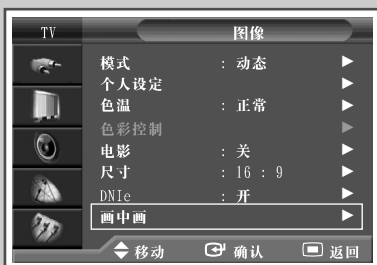 TV 图像
模式 : 动态
个人设定
色温 : 正常
色彩控制
电影 : 关
尺寸 : 16 : 9
DNIe : 开
画中画
移动 确认 返回